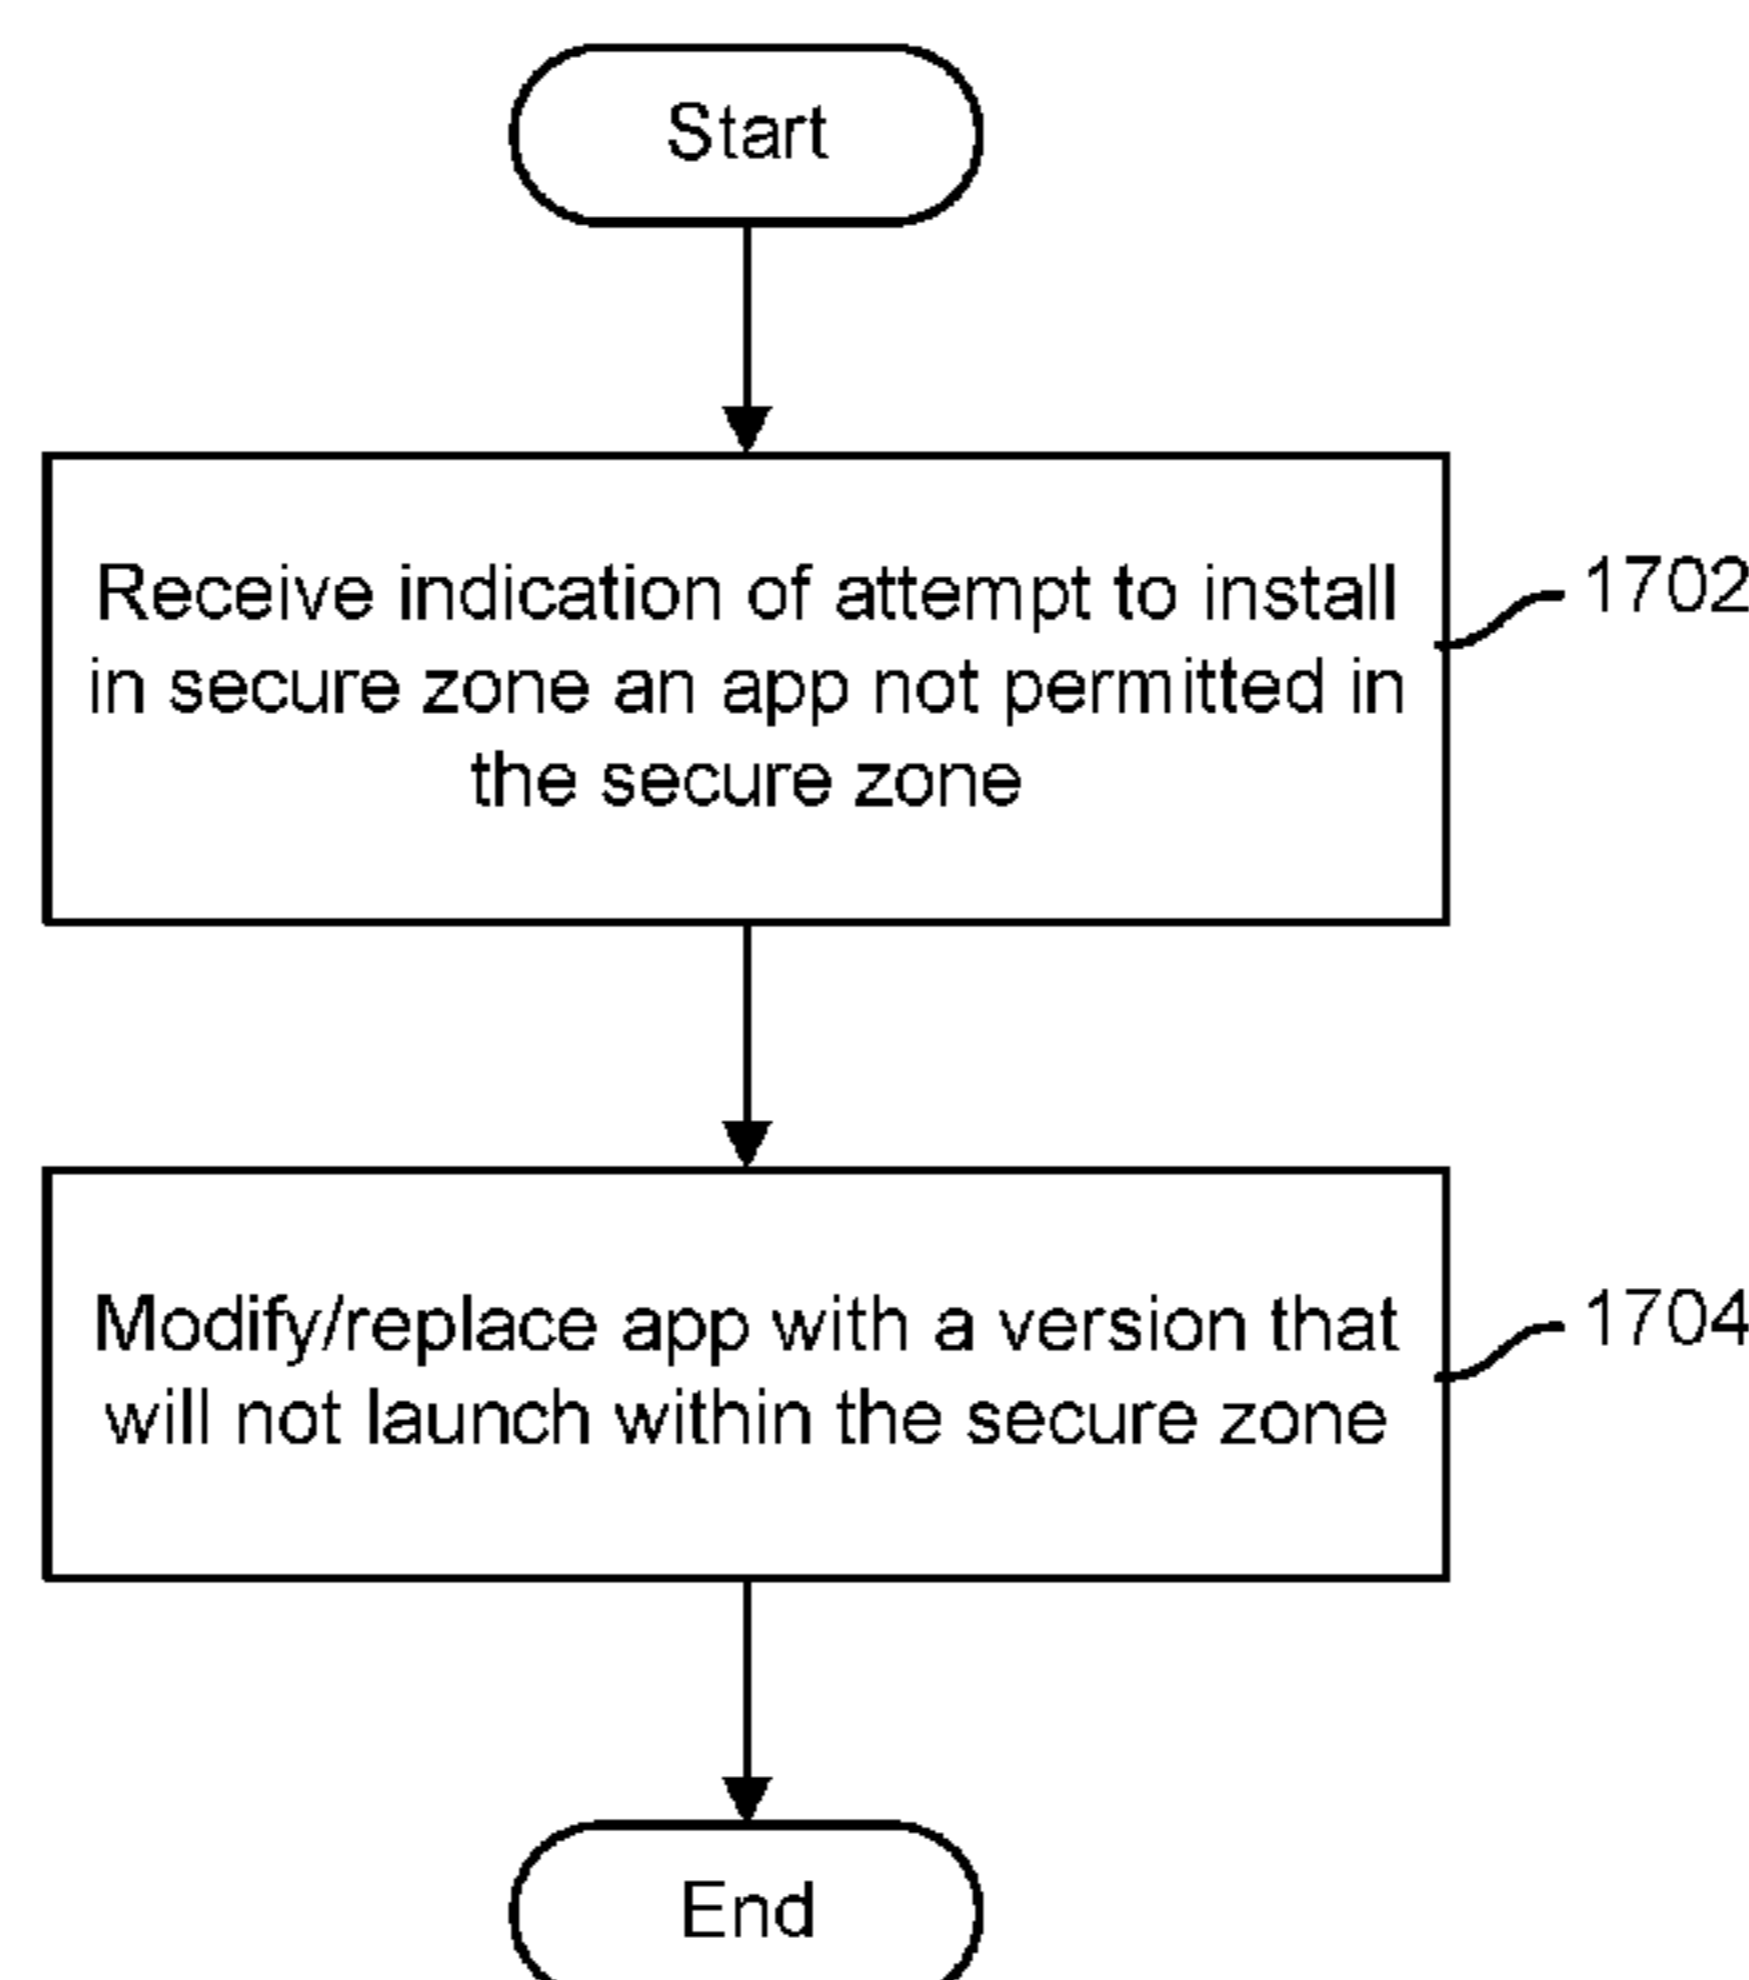 Start
Receive indication of attempt to install
in secure zone an app not permitted in
the secure zone
1702
Modify/replace app with a version that
will not launch within the secure zone
1704
End